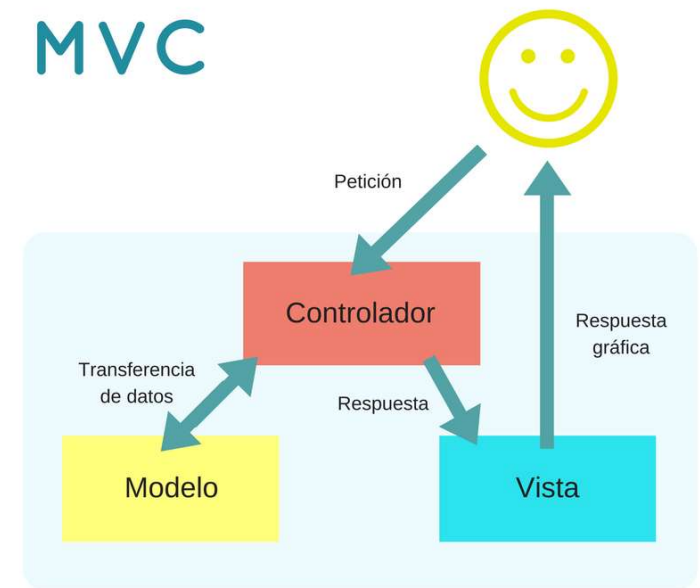 MVC
Petición
Controlador
Respuesta
gráfica
Transferencia
de datos
Respuesta
Modelo
Vista